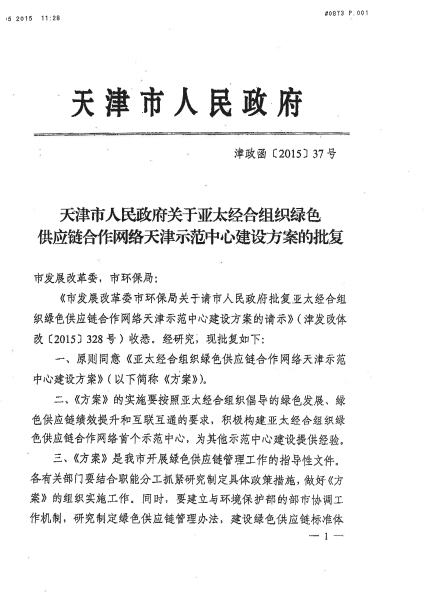 05 2015 11:28
#0873 P.001
天津市人民政府
津政函〔2015〕37号
天津市人民政府关于亚太经合组织绿色
供应链合作网络天津示范中心建设方案的批复
市发展改革委，市环保局：
《市发展改革委市环保局关于请市人民政府批复亚太经合组
织绿色供应链合作网络天津示范中心建设方案的请示》（津发改体
改〔2015〕328号）收悉。经研究，现批复如下：
一、原则同意《亚太经合组织绿色供应链合作网络天津示范
中心建设方案》（以下简称《方案》）。
二、《方案》的实施要按照亚太经合组织倡导的绿色发展、绿
色供应链绩效提升和互联互通的要求，积极构建亚太经合组织绿
色供应链合作网络首个示范中心，为其他示范中心建设提供经验。
三、《方案》是我市开展绿色供应链管理工作的指导性文件。
各有关部门要结合职能分工抓紧研究制定具体政策措施，做好《方
案》的组织实施工作。同时，要建立与环境保护部的部市协调工
作机制，研究制定绿色供应链管理办法，建设绿色供应链标准体
— 1 —